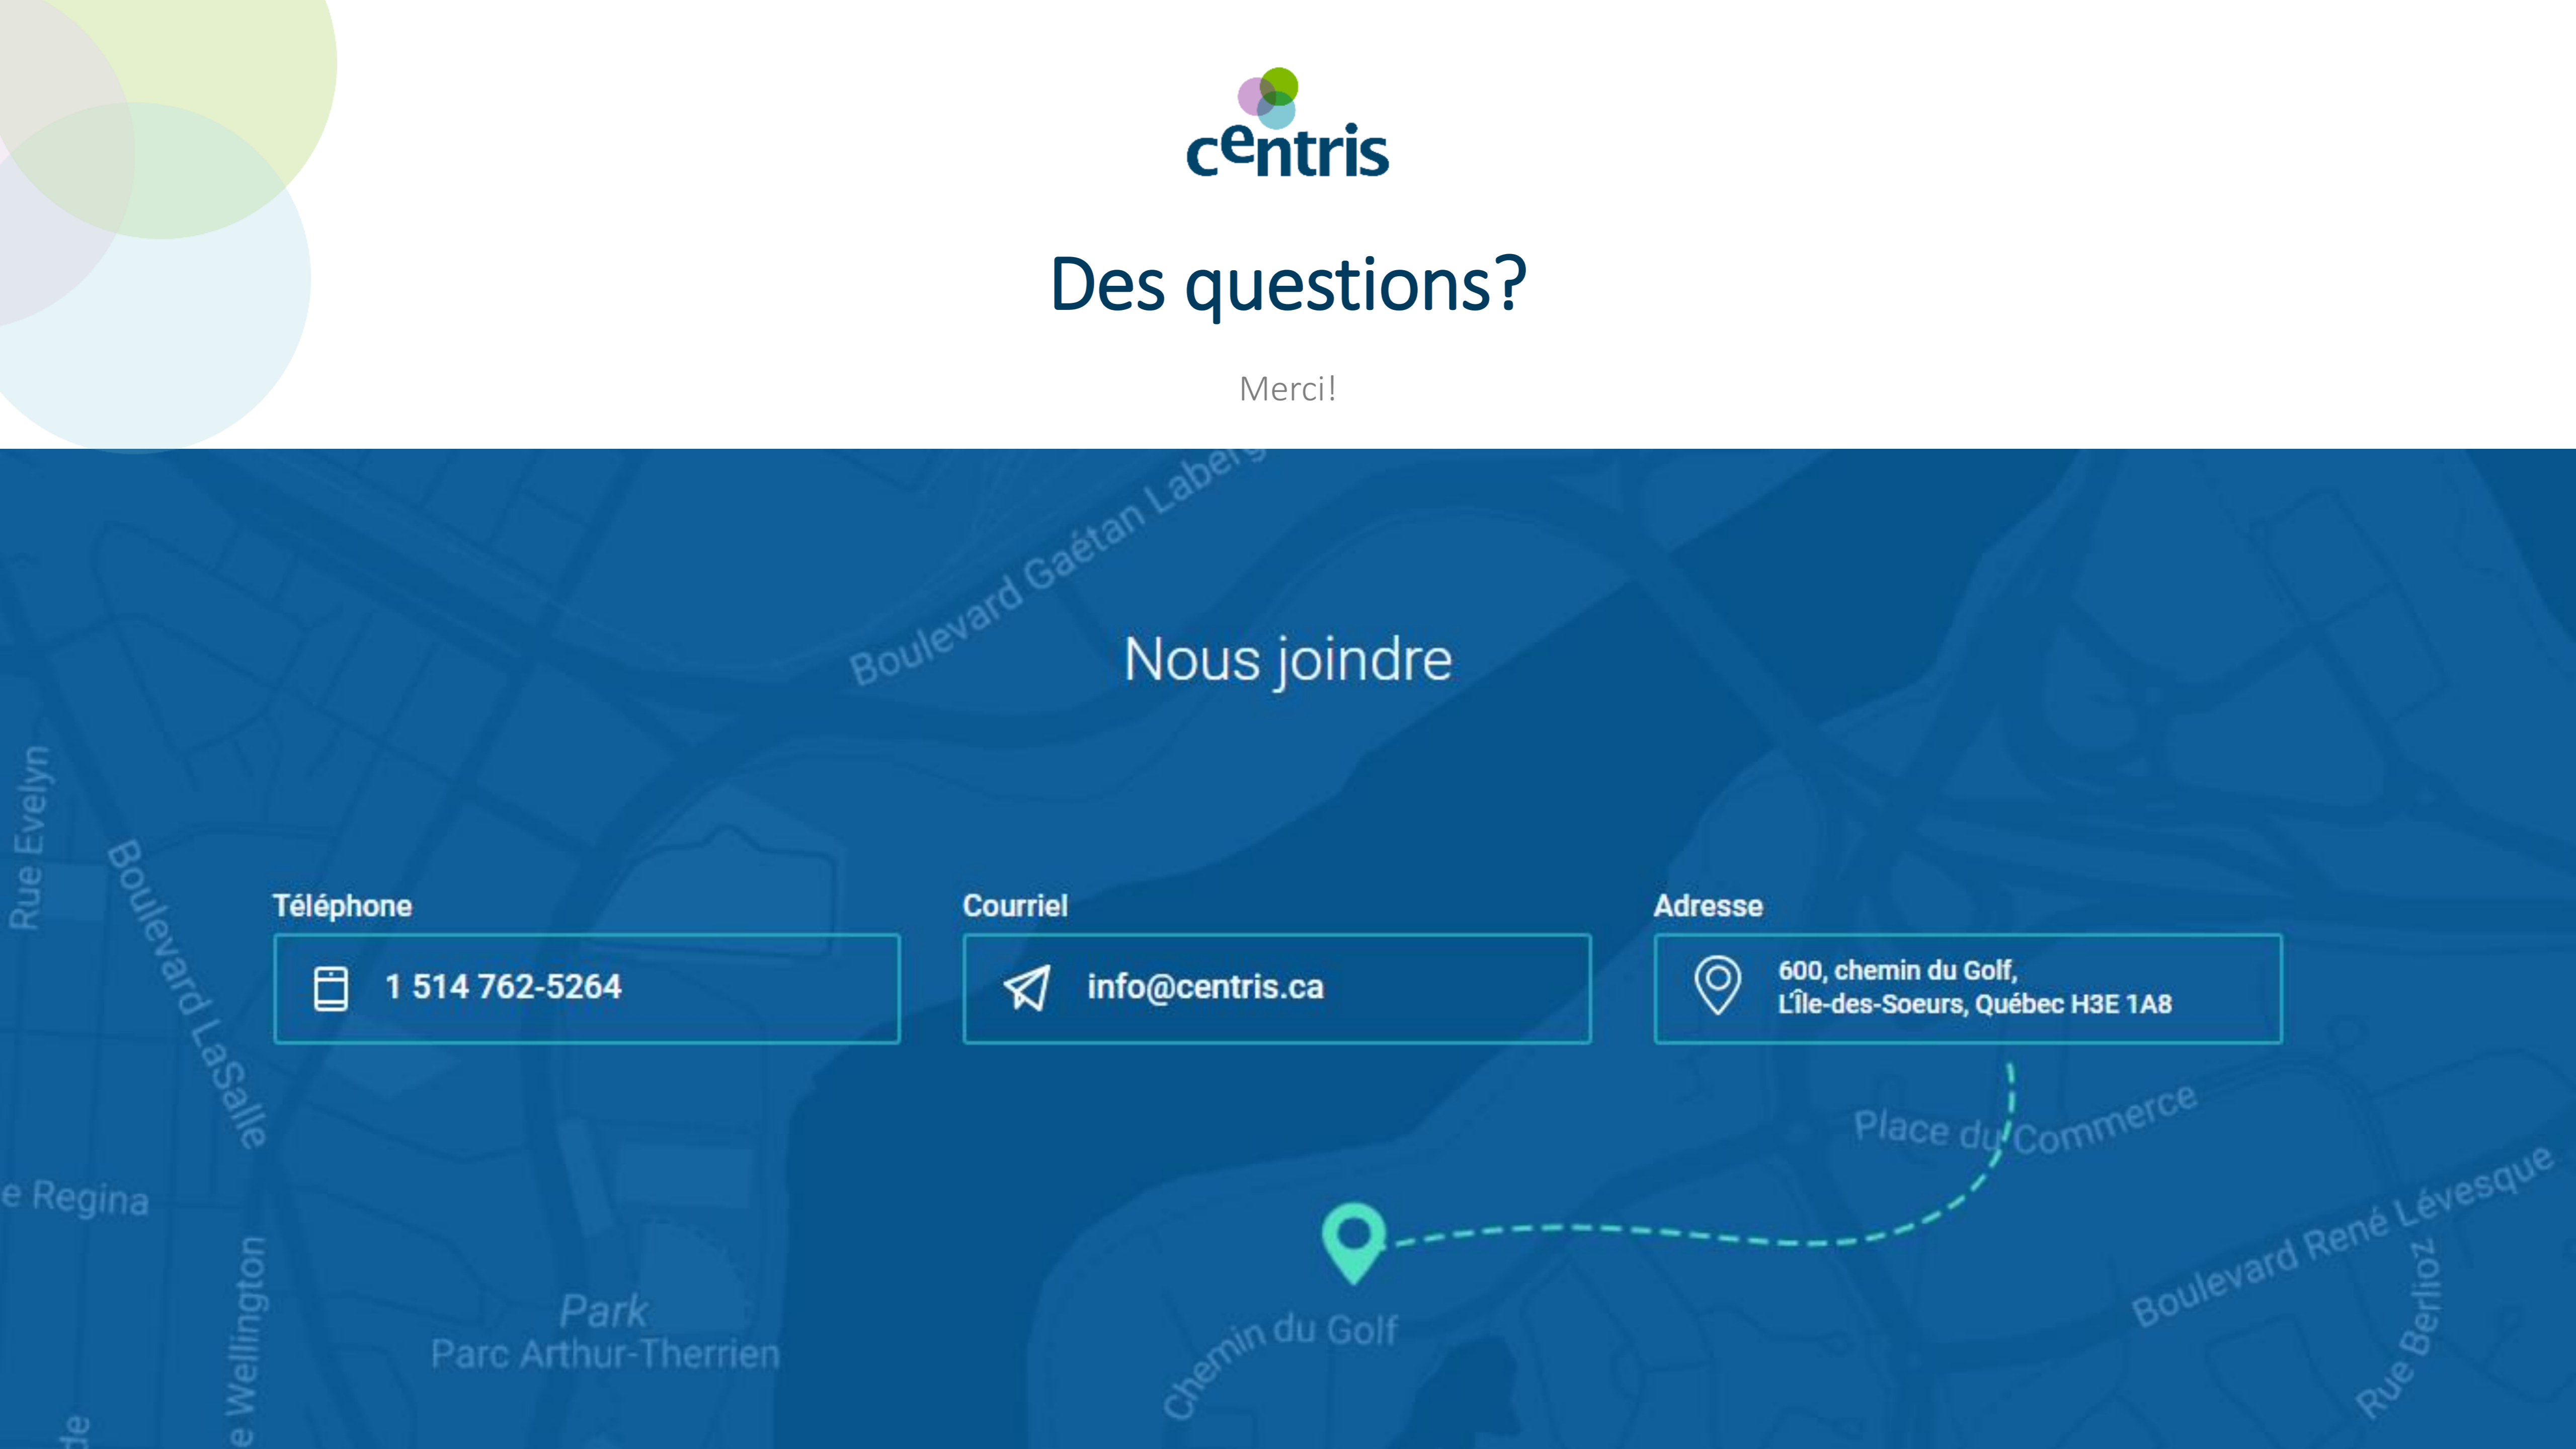 centris
Des questions?
Merci!
Boulevard Gaétan
Nous joindre
Rue Evelyn
Boulevard LaSalle
Téléphone
1 514 762-5264
Courriel
info@centris.ca
Adresse
600, chemin du Golf,
L'Île-des-Soeurs, Québec H3E 1A8
Place du Commerce
e Regina
Boulevard René Lévesque
e Wellington
Park
Parc Arthur-Therrien
Chemin du Golf
Rue Berlioz
de